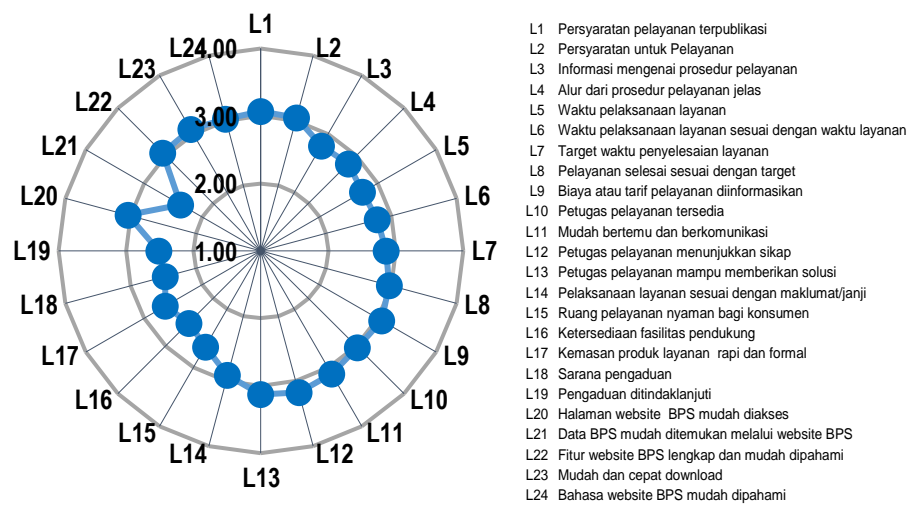 L1
L2
L3
L4
L5
L6
L7
L8
L9
L10
L11
L12
L13
L14
L15
L16
L17
L18
L19
L20
L21
L22
L23
L24
4.00
3.00
2.00
1.00
L1 Persyaratan pelayanan terpublikasi
L2 Persyaratan untuk Pelayanan
L3 Informasi mengenai prosedur pelayanan
L4 Alur dari prosedur pelayanan jelas
L5 Waktu pelaksanaan layanan
L6 Waktu pelaksanaan layanan sesuai dengan waktu layanan
L7 Target waktu penyelesaian layanan
L8 Pelayanan selesai sesuai dengan target
L9 Biaya atau tarif pelayanan diinformasikan
L10 Petugas pelayanan tersedia
L11 Mudah bertemu dan berkomunikasi
L12 Petugas pelayanan menunjukkan sikap
L13 Petugas pelayanan mampu memberikan solusi
L14 Pelaksanaan layanan sesuai dengan maklumat/janji
L15 Ruang pelayanan nyaman bagi konsumen
L16 Ketersediaan fasilitas pendukung
L17 Kemasan produk layanan rapi dan formal
L18 Sarana pengaduan
L19 Pengaduan ditindaklanjuti
L20 Halaman website BPS mudah diakses
L21 Data BPS mudah ditemukan melalui website BPS
L22 Fitur website BPS lengkap dan mudah dipahami
L23 Mudah dan cepat download
L24 Bahasa website BPS mudah dipahami